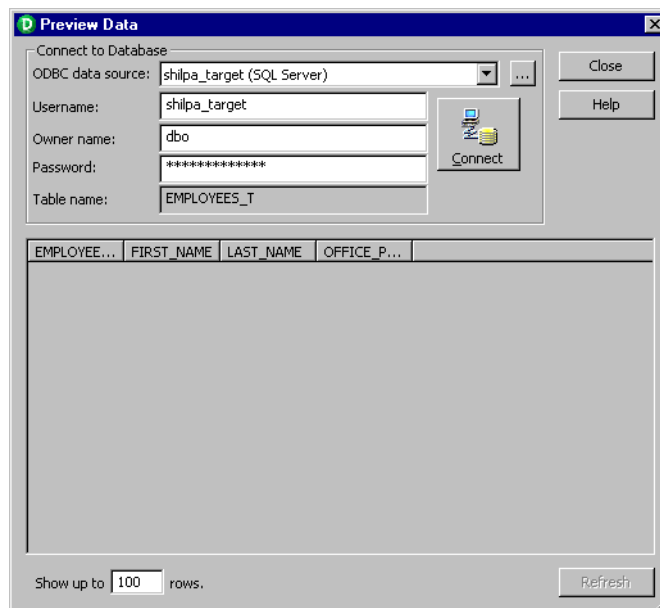 Preview Data
Connect to Database
ODBC data source: shilpa_target (SQL Server) ... Close
Username: shilpa_target Help
Owner name: dbo
Password: ************* Connect
Table name: EMPLOYEES_T
EMPLOYEE... FIRST_NAME LAST_NAME OFFICE_P...
Show up to 100 rows. Refresh